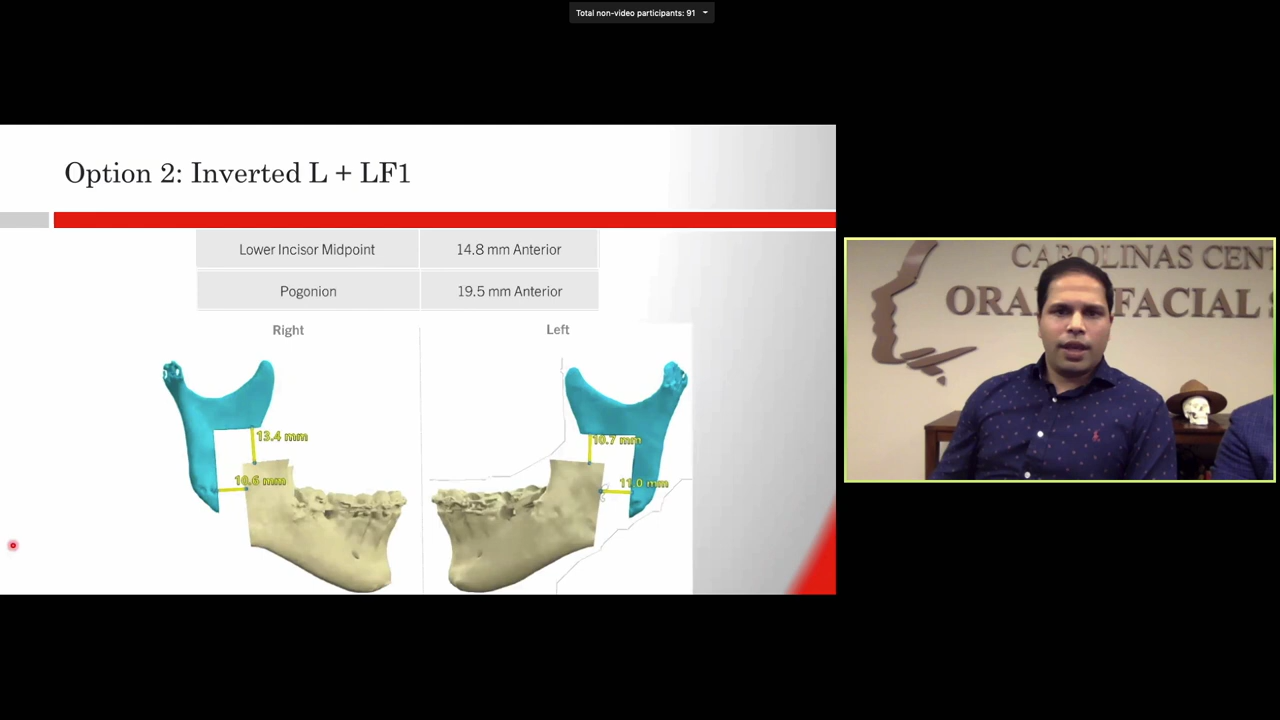 Total non-video participants: 91
Option 2: Inverted L + LF1
Lower Incisor Midpoint 14.8 mm Anterior
Pogonion 19.5 mm Anterior
Right Left
13.4 mm
10.6 mm
10.7 mm
11.0 mm
CAROLINAS CENT
ORA FACIAL S